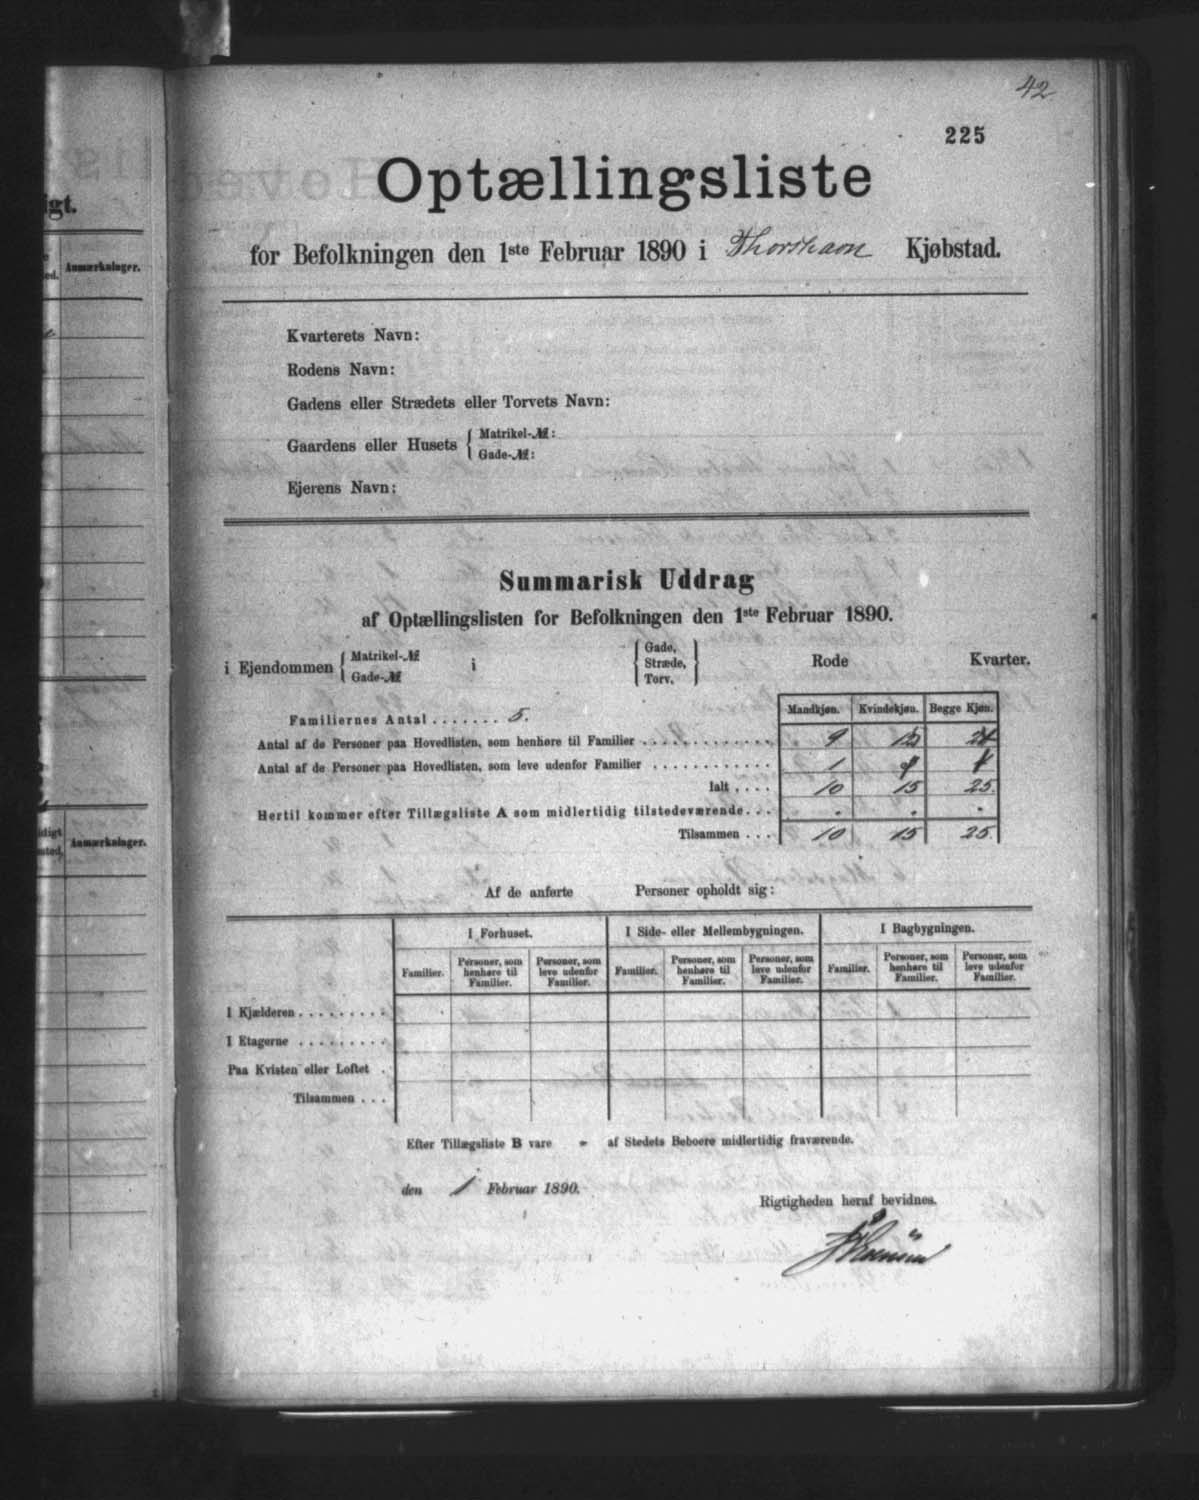 42
225
Optællingsliste
for Befolkningen den 1ste Februar 1890 i Thorshavn Kjøbstad.
Kvarterets Navn:
Rodens Navn:
Gadens eller Strædets eller Torvets Navn:
Gaardens eller Husets { Matrikel-№:
Gade-№:
Ejerens Navn:
Summarisk Uddrag
af Optællingslisten for Befolkningen den 1ste Februar 1890.
i Ejendommen { Matrikel-№ Gade-№ i { Gade, Stræde, Torv. } Rode Kvarter.
Mandkjøn. Kvindekjøn. Begge Kjøn.
Familiernes Antal . . . . . . . 5.
Antal af de Personer paa Hovedlisten, som henhøre til Familier . . . . . . . . . . . . 9
Antal af de Personer paa Hovedlisten, som leve udenfor Familier . . . . . . . . . . . . 1
Ialt . . . . 10 15 25.
Hertil kommer efter Tillægsliste A som midlertidig tilstedeværende . . . . . .
Tilsammen . . . 10 15 25.
Af de anførte Personer opholdt sig:
I Forhuset. I Side- eller Mellembygningen. I Bagbygningen.
Familier. Personer, som henhøre til Familier. Personer, som leve udenfor Familier. Familier. Personer, som henhøre til Familier. Personer, som leve udenfor Familier. Familier. Personer, som henhøre til Familier. Personer, som leve udenfor Familier.
I Kjælderen . . . . . . . . .
I Etagerne . . . . . . . . .
Paa Kvisten eller Loftet .
Tilsammen . . .
Efter Tillægsliste B vare - af Stedets Beboere midlertidig fraværende.
den 1 Februar 1890.
Rigtigheden heraf bevidnes.
igt.
Anmærkninger.
Anmærkninger.